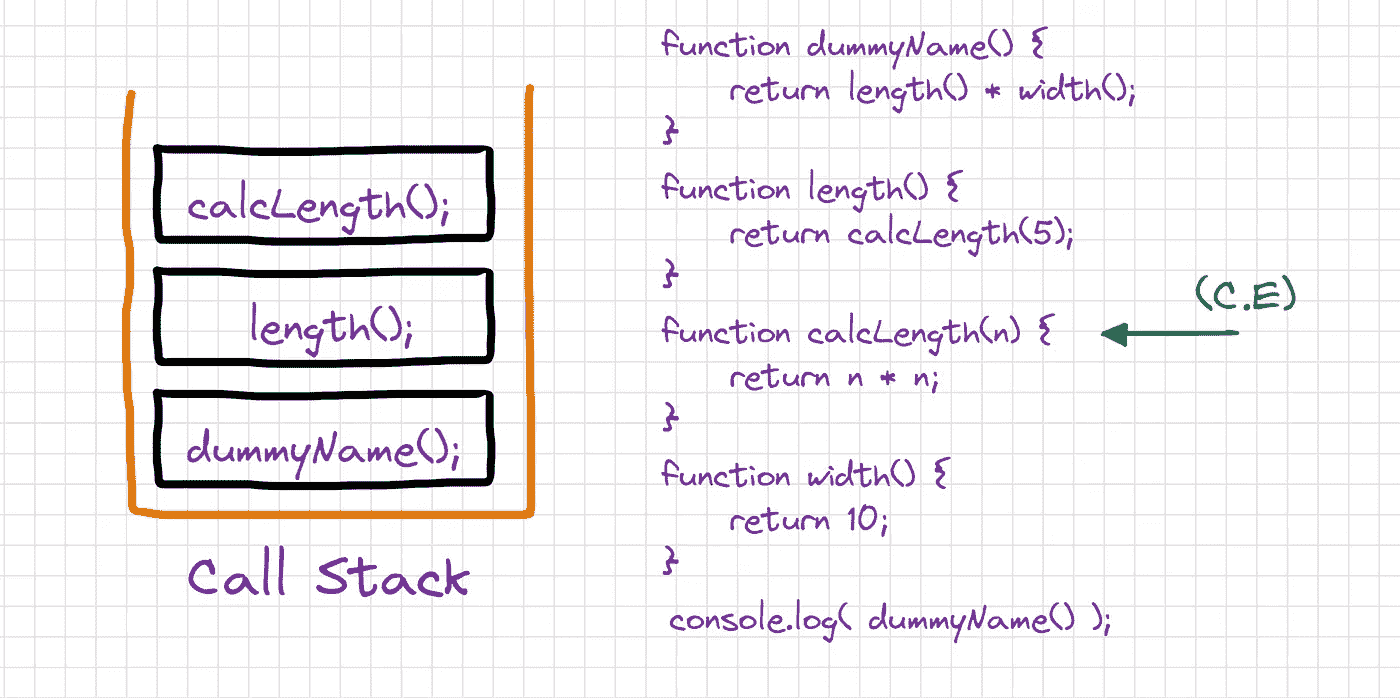 calcLength();
length();
dummyName();
Call Stack
function dummyName() {
return length() * width();
}
function length() {
return calcLength(5);
}
(C.E)
function calcLength(n) {
return n * n;
}
function width() {
return 10;
}
console.log( dummyName() );